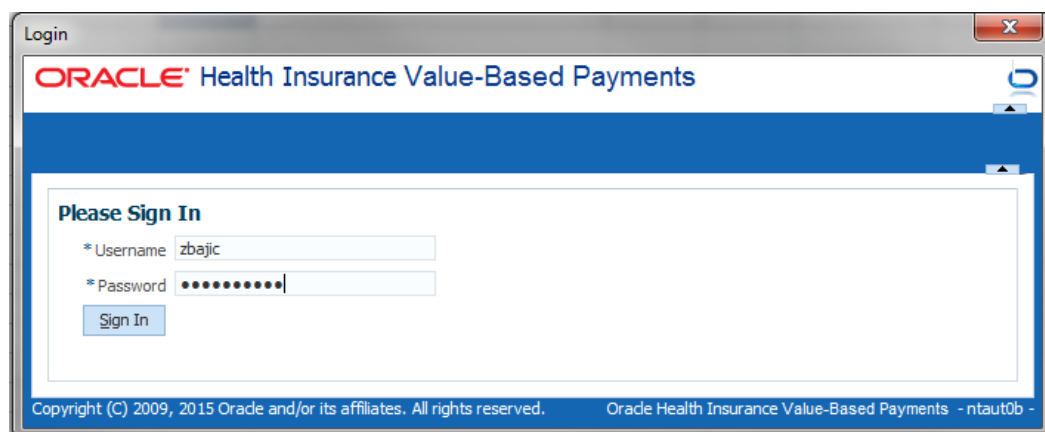 Login
ORACLE Health Insurance Value-Based Payments
Please Sign In
* Username zbajic
* Password ••••••••••
Sign In
Copyright (C) 2009, 2015 Oracle and/or its affiliates. All rights reserved. Oracle Health Insurance Value-Based Payments - ntaut0b -